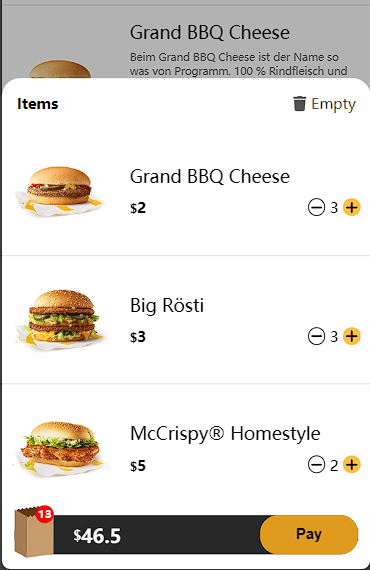 Grand BBQ Cheese
Beim Grand BBQ Cheese ist der Name so
was von Programm. 100 % Rindfleisch und
Items
Empty
Grand BBQ Cheese
$2
3
Big Rösti
$3
3
McCrispy® Homestyle
$5
2
13
$46.5
Pay